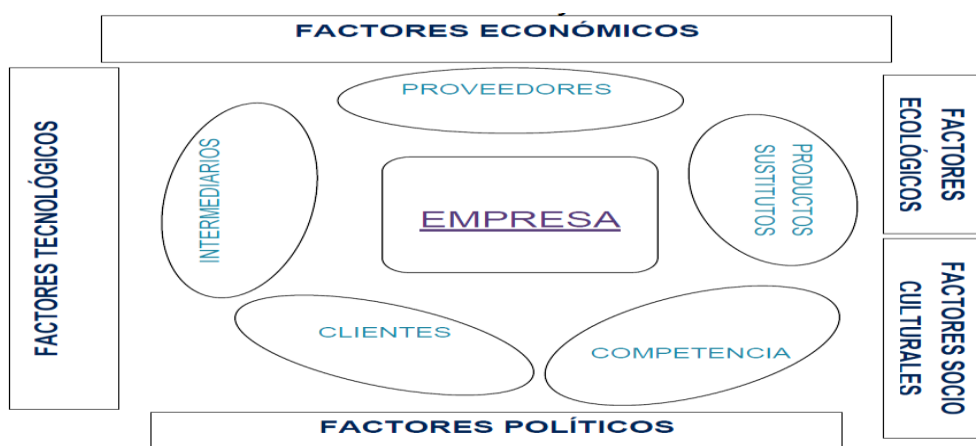 FACTORES ECONÓMICOS
PROVEEDORES
FACTORES TECNOLÓGICOS
INTERMEDIARIOS
EMPRESA
PRODUCTOS
SUSTITUTOS
FACTORES
ECOLÓGICOS
CLIENTES
COMPETENCIA
FACTORES SOCIO
CULTURALES
FACTORES POLÍTICOS